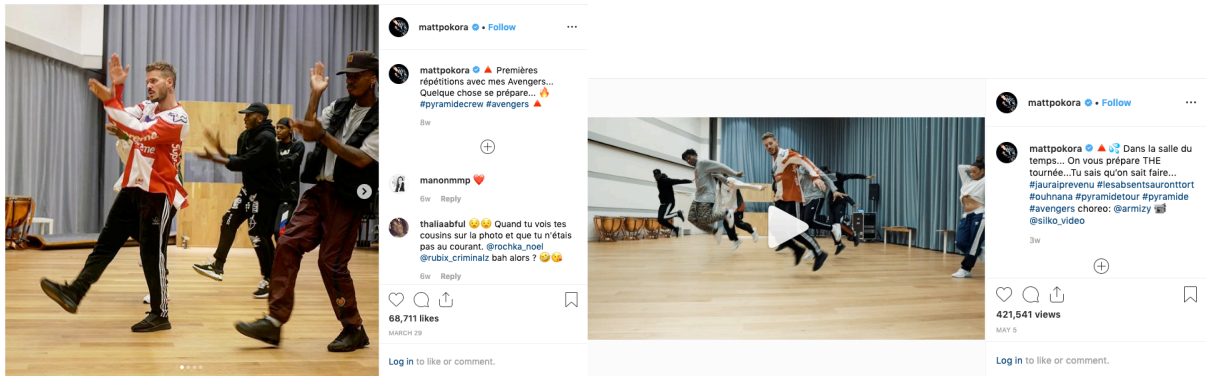 mattpokora • Follow
mattpokora 🔺 Premières
répétitions avec mes Avengers...
Quelque chose se prépare... 🔥
#pyramidecrew #avengers 🔺
8w
manonmmp ❤️
6w Reply
thaliaabful 😒😒 Quand tu vois tes
cousins sur la photo et que tu n'étais
pas au courant. @rochka_noel
@rubix_criminalz bah alors ? 🤣😘
6w Reply
68,711 likes
MARCH 29
Log in to like or comment.
mattpokora • Follow
mattpokora 🔺💦 Dans la salle du
temps... On vous prépare THE
tournée...Tu sais qu'on sait faire...
#jauraiprevenu #lesabsentsauronttort
#ouhnana #pyramidetour #pyramide
#avengers choreo: @armizy 📹
@silko_video
3w
421,541 views
MAY 5
Log in to like or comment.